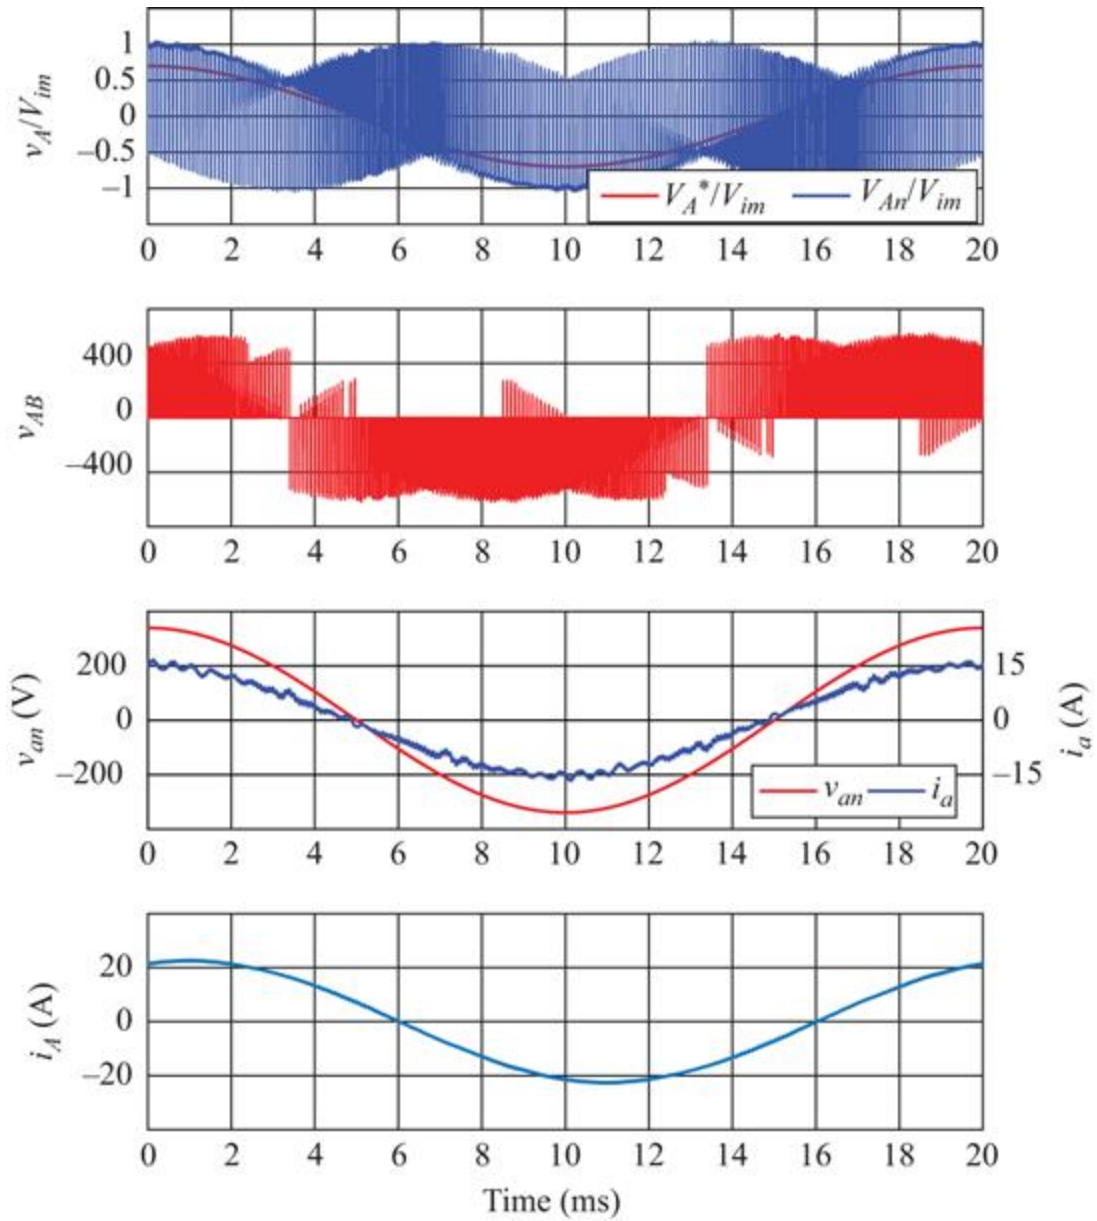 v_A/V_im
1
0.5
0
–0.5
–1
V_A*/V_im V_An/V_im
0 2 4 6 8 10 12 14 16 18 20
v_AB
400
0
–400
0 2 4 6 8 10 12 14 16 18 20
v_an (V)
200
0
–200
15
0
–15
i_a (A)
v_an i_a
0 2 4 6 8 10 12 14 16 18 20
i_A (A)
20
0
–20
0 2 4 6 8 10 12 14 16 18 20
Time (ms)